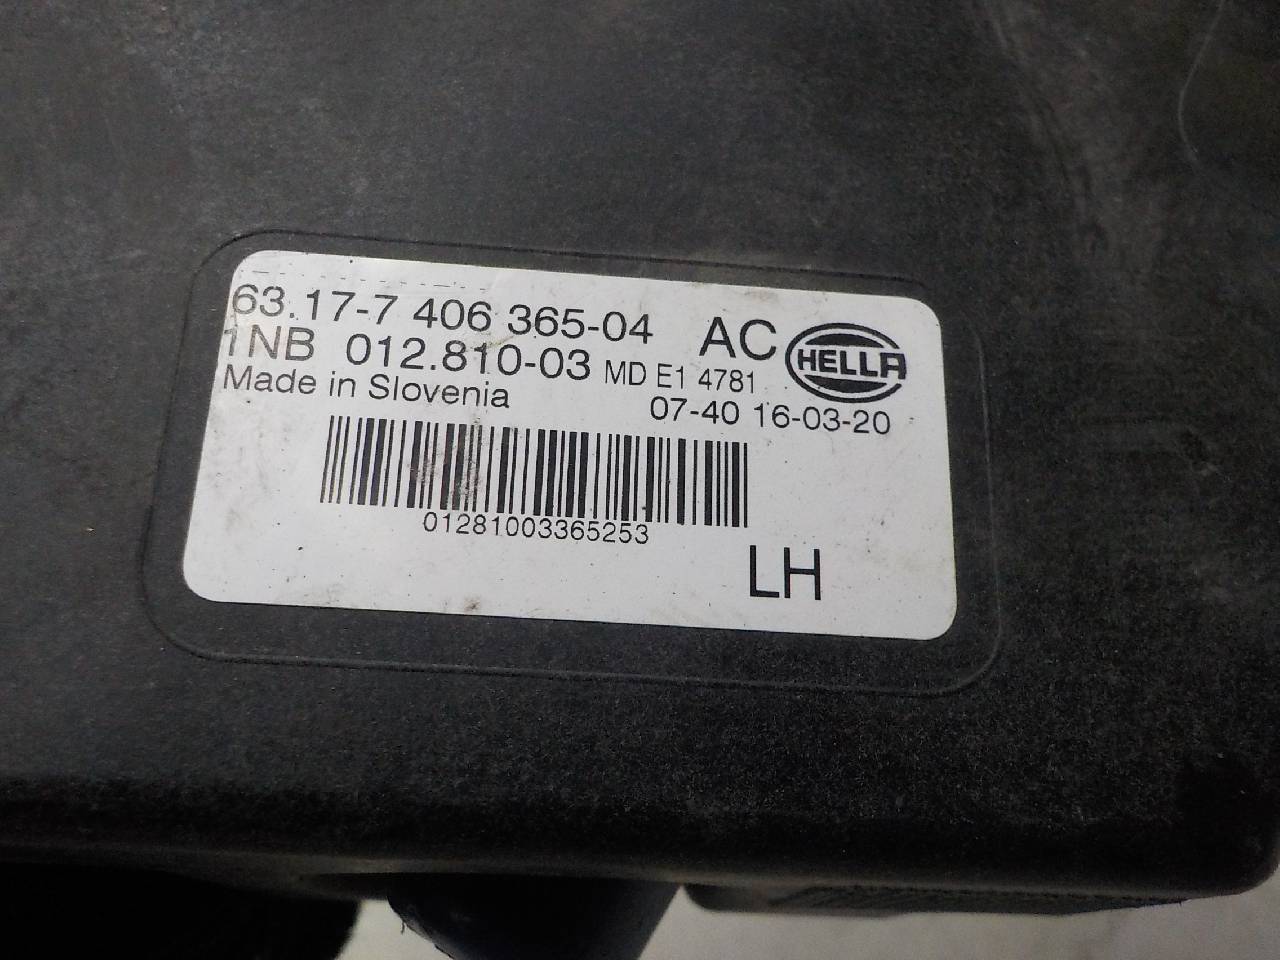 63.17-7 406 365-04 AC HELLA
1NB 012.810-03 MD E1 4781
Made in Slovenia 07-40 16-03-20
01281003365253
LH